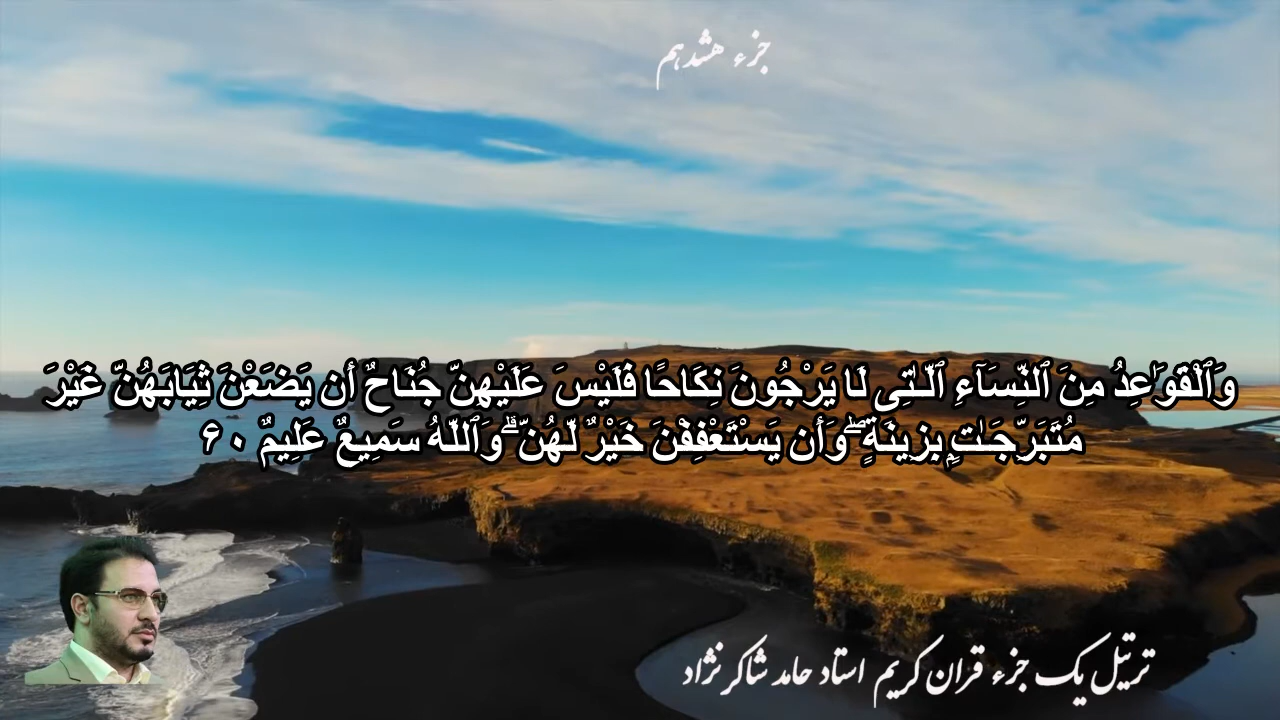 جزء هشدهم
وَٱلْقَوَٰعِدُ مِنَ ٱلنِّسَآءِ ٱلَّٰتِى لَا يَرْجُونَ نِكَاحًا فَلَيْسَ عَلَيْهِنَّ جُنَاحٌ أَن يَضَعْنَ ثِيَابَهُنَّ غَيْرَ
مُتَبَرِّجَٰتٍۭ بِزِينَةٍۢ ۖ وَأَن يَسْتَعْفِفْنَ خَيْرٌ لَّهُنَّ ۗ وَٱللَّهُ سَمِيعٌ عَلِيمٌ ۶۰
ترتیل یک جزء قران کریم استاد حامد شاکرنژاد